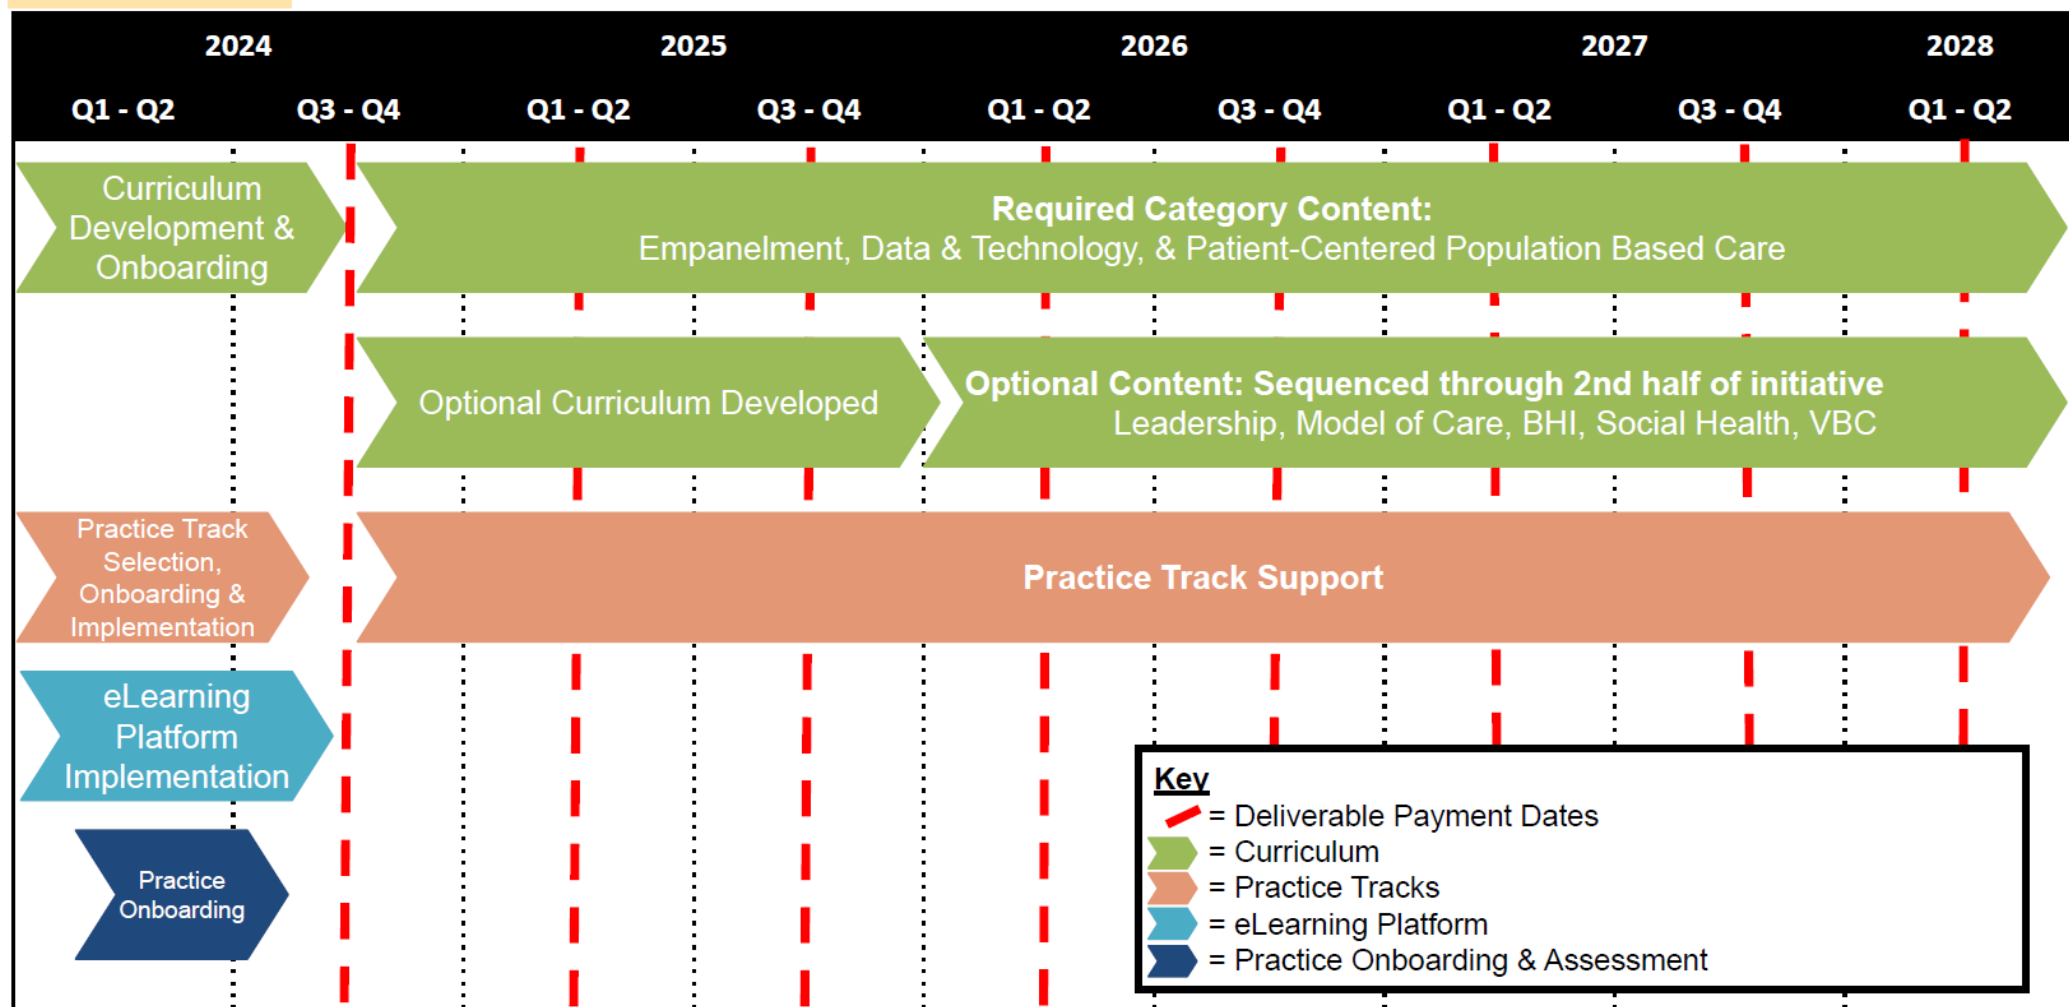 2024 2025 2026 2027 2028
Q1 - Q2 Q3 - Q4 Q1 - Q2 Q3 - Q4 Q1 - Q2 Q3 - Q4 Q1 - Q2 Q3 - Q4 Q1 - Q2
Curriculum
Development &
Onboarding
Required Category Content:
Empanelment, Data & Technology, & Patient-Centered Population Based Care
Optional Curriculum Developed
Optional Content: Sequenced through 2nd half of initiative
Leadership, Model of Care, BHI, Social Health, VBC
Practice Track
Selection,
Onboarding &
Implementation
Practice Track Support
eLearning
Platform
Implementation
Practice
Onboarding
Key
= Deliverable Payment Dates
= Curriculum
= Practice Tracks
= eLearning Platform
= Practice Onboarding & Assessment